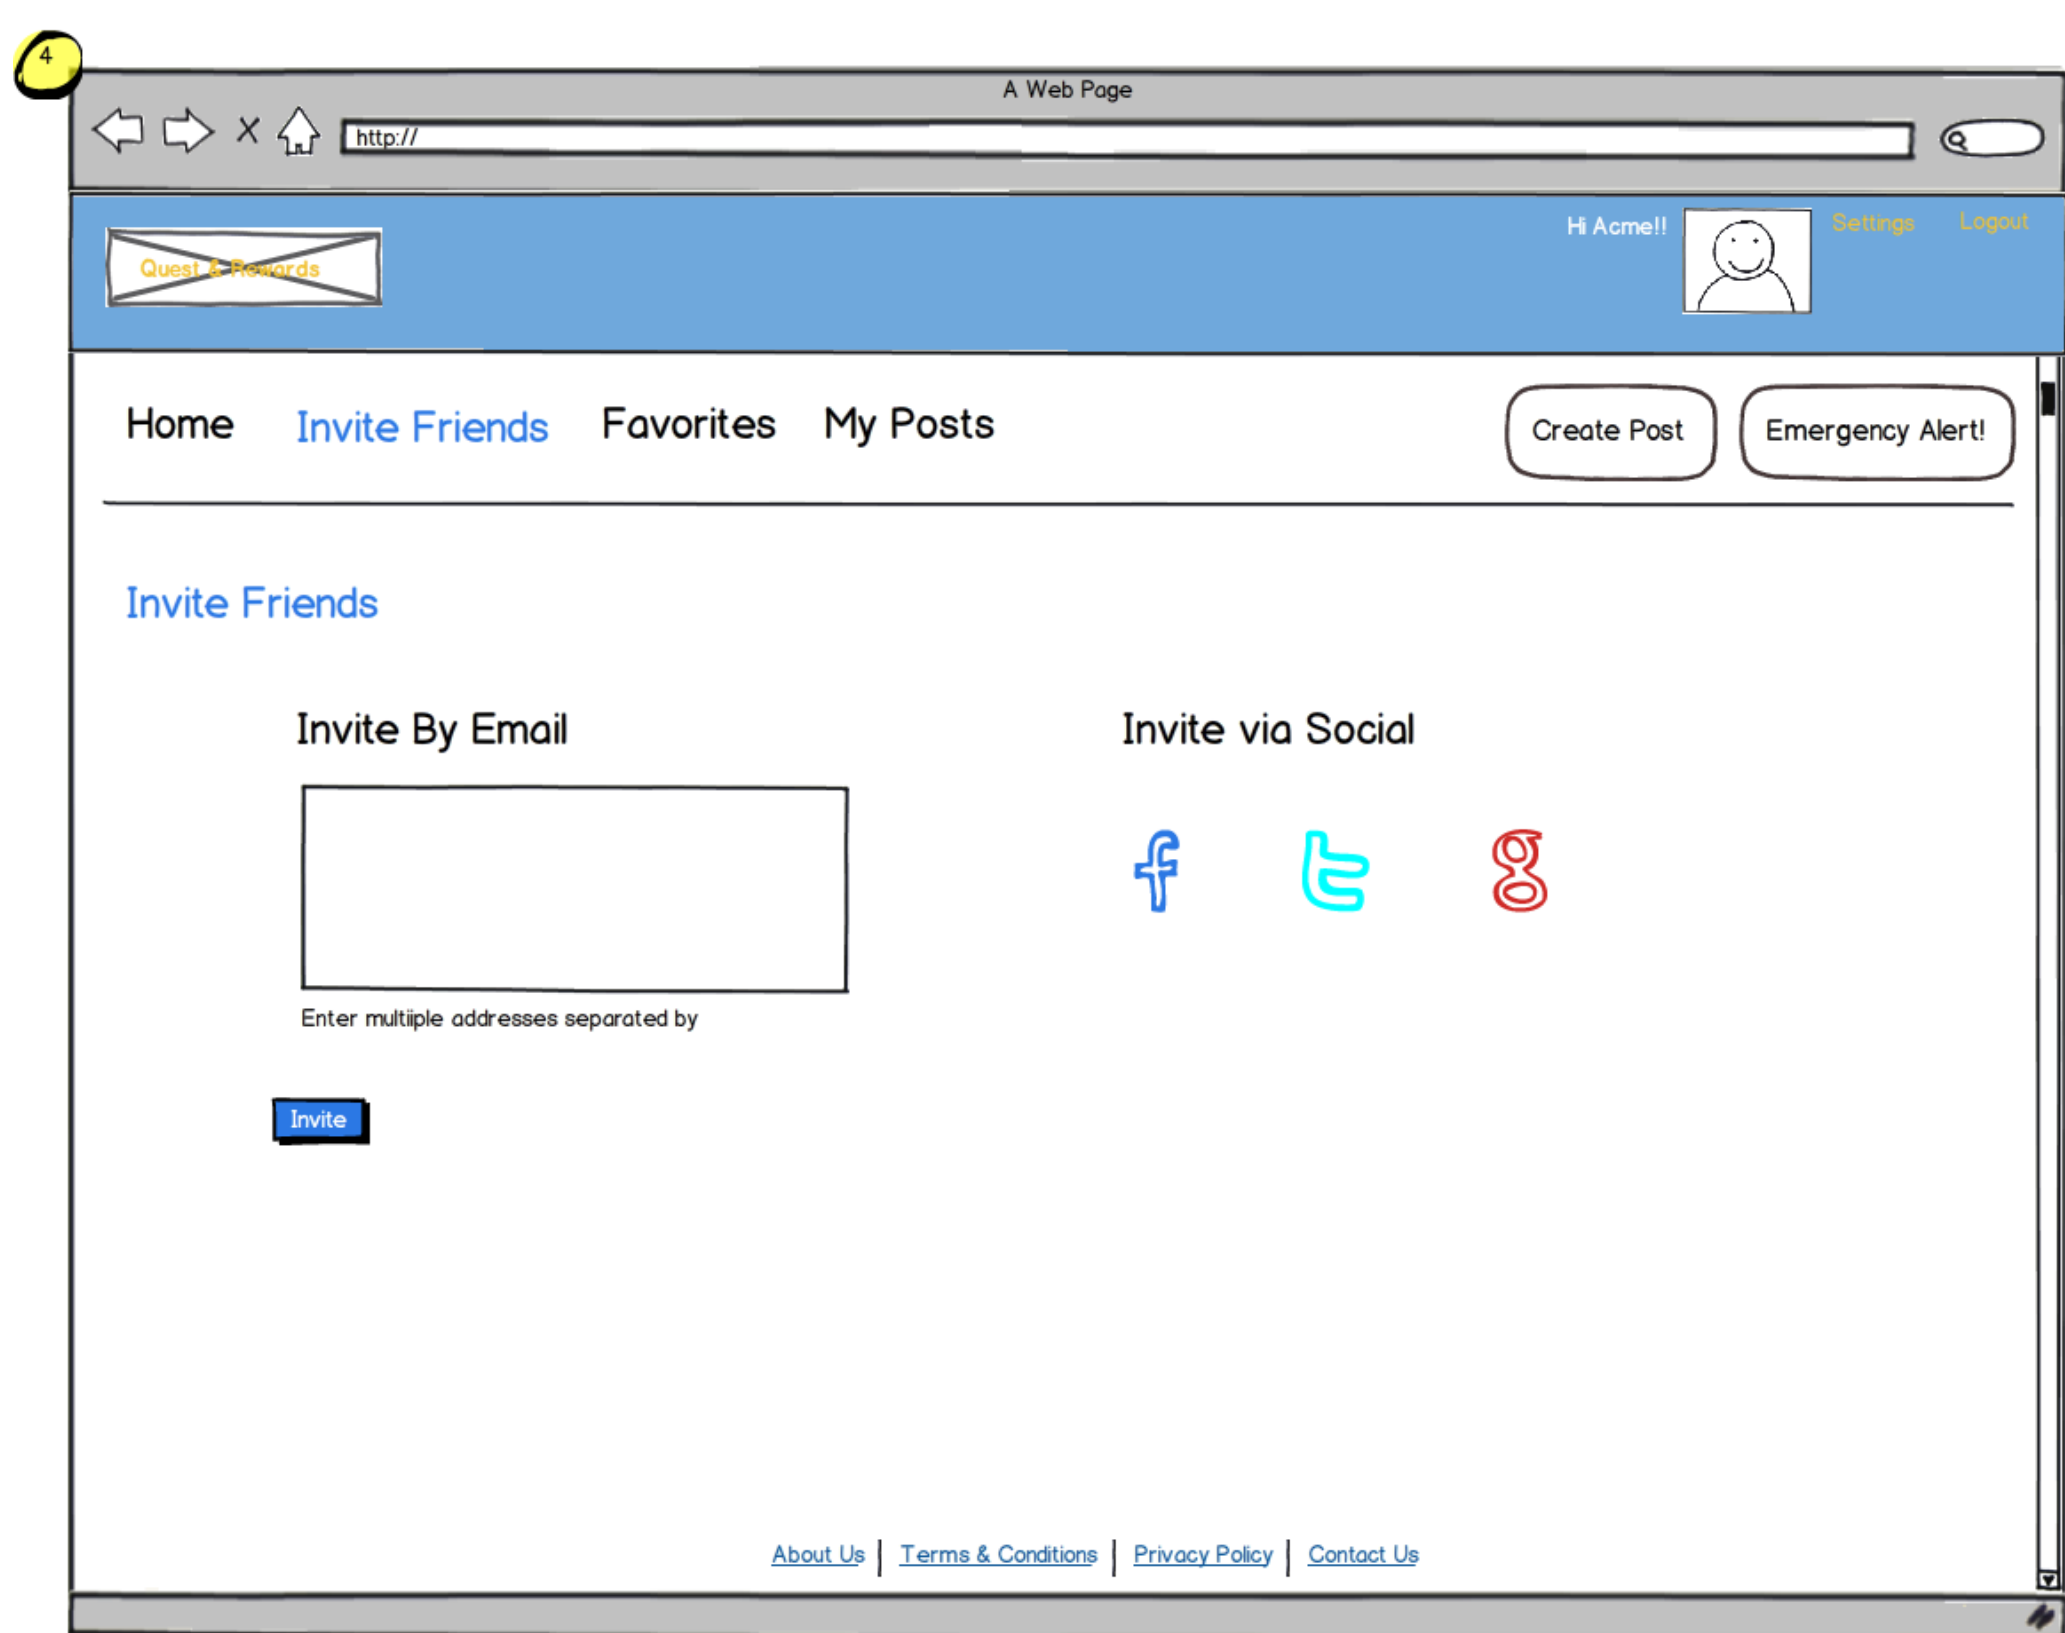 4
A Web Page
http://
Hi Acme!! Settings Logout
Quest & Rewards
Home Invite Friends Favorites My Posts Create Post Emergency Alert!
Invite Friends
Invite By Email Invite via Social
f t g
Enter multiiple addresses separated by
Invite
About Us | Terms & Conditions | Privacy Policy | Contact Us